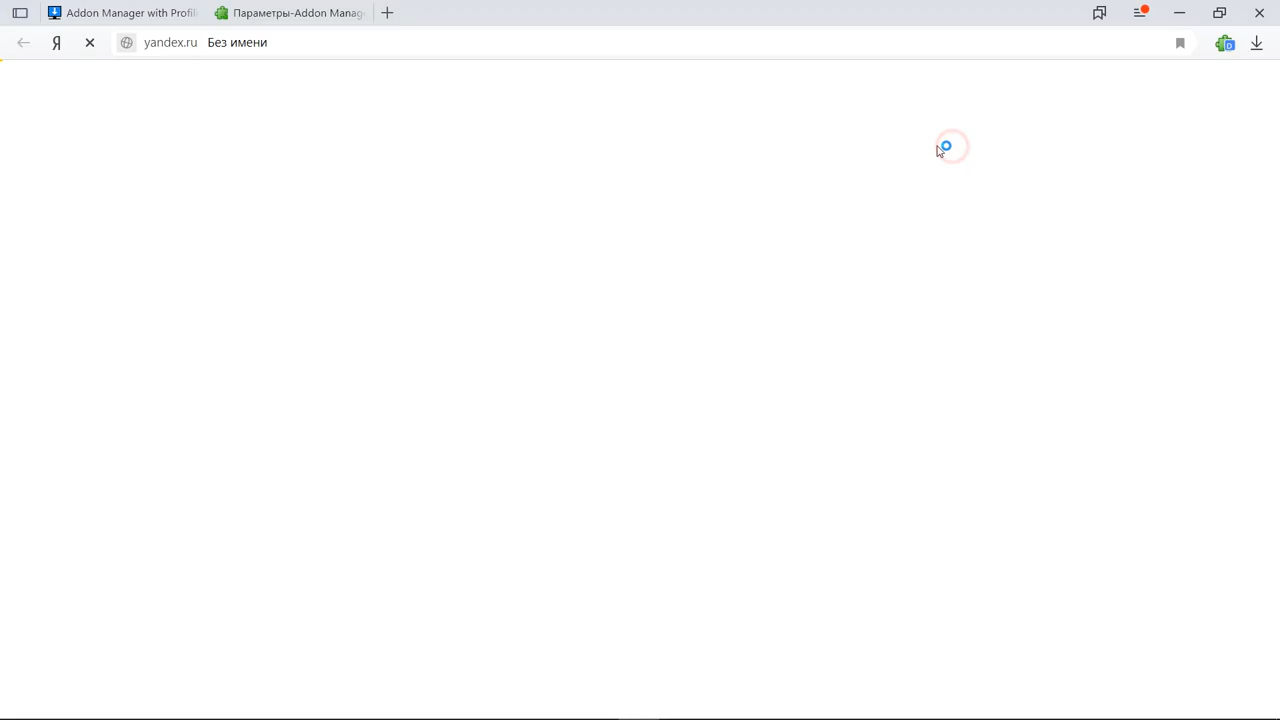 Addon Manager with Profil
Параметры-Addon Manag
Я
yandex.ru Без имени
D